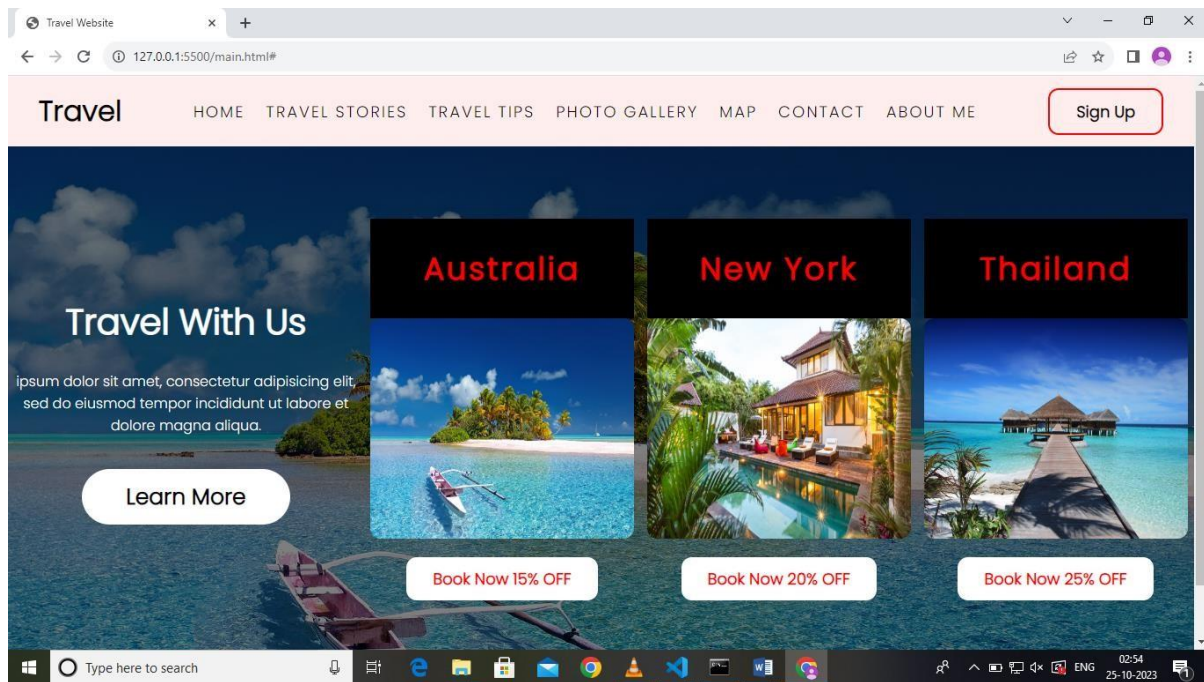 Travel Website
127.0.0.1:5500/main.html#
Travel
HOME TRAVEL STORIES TRAVEL TIPS PHOTO GALLERY MAP CONTACT ABOUT ME
Sign Up
Travel With Us
ipsum dolor sit amet, consectetur adipisicing elit,
sed do eiusmod tempor incididunt ut labore et
dolore magna aliqua.
Learn More
Australia
Book Now 15% OFF
New York
Book Now 20% OFF
Thailand
Book Now 25% OFF
Type here to search
ENG
02:54
25-10-2023